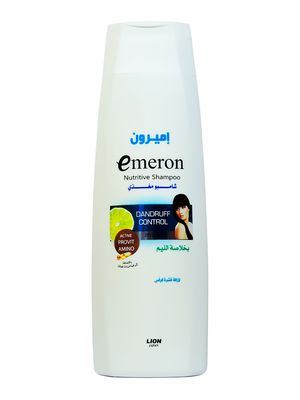 إميرون
emeron
Nutritive Shampoo
شامبو مغذي
DANDRUFF
CONTROL
ACTIVE
PROVIT
AMINO
بخلاصة الليم
LION